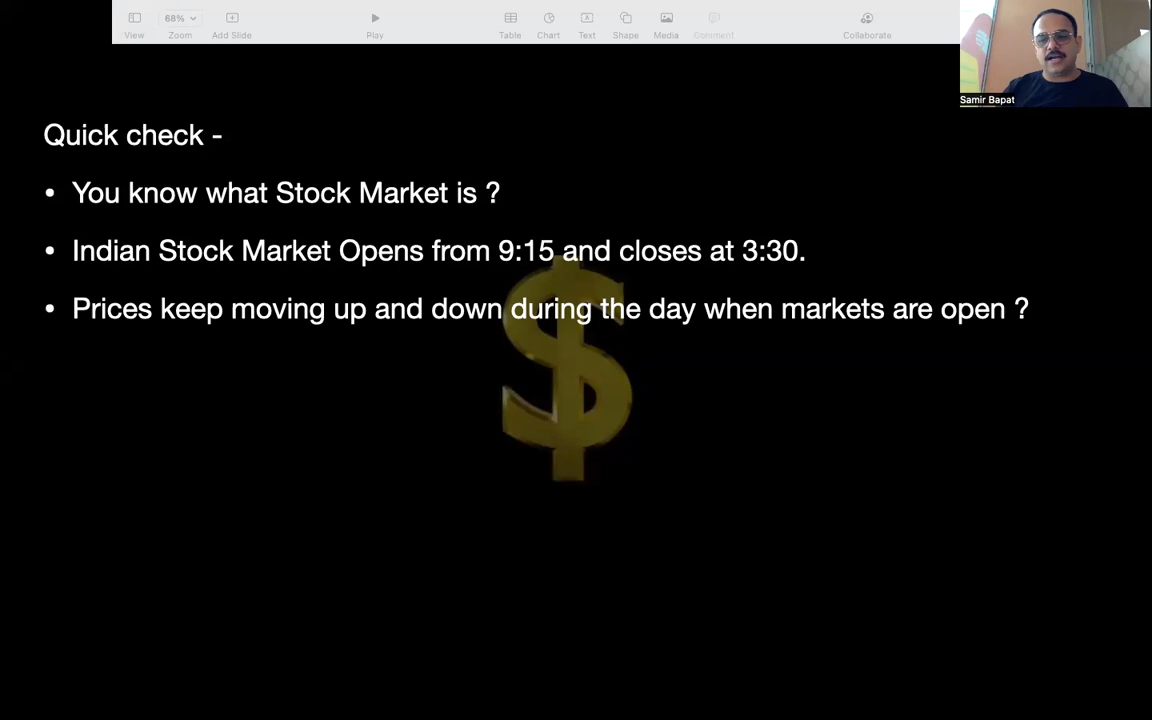 View
68%
Zoom
Add Slide
Play
Table
Chart
Text
Shape
Media
Comment
Collaborate
Samir Bapat
Quick check -
• You know what Stock Market is ?
• Indian Stock Market Opens from 9:15 and closes at 3:30.
• Prices keep moving up and down during the day when markets are open ?
$